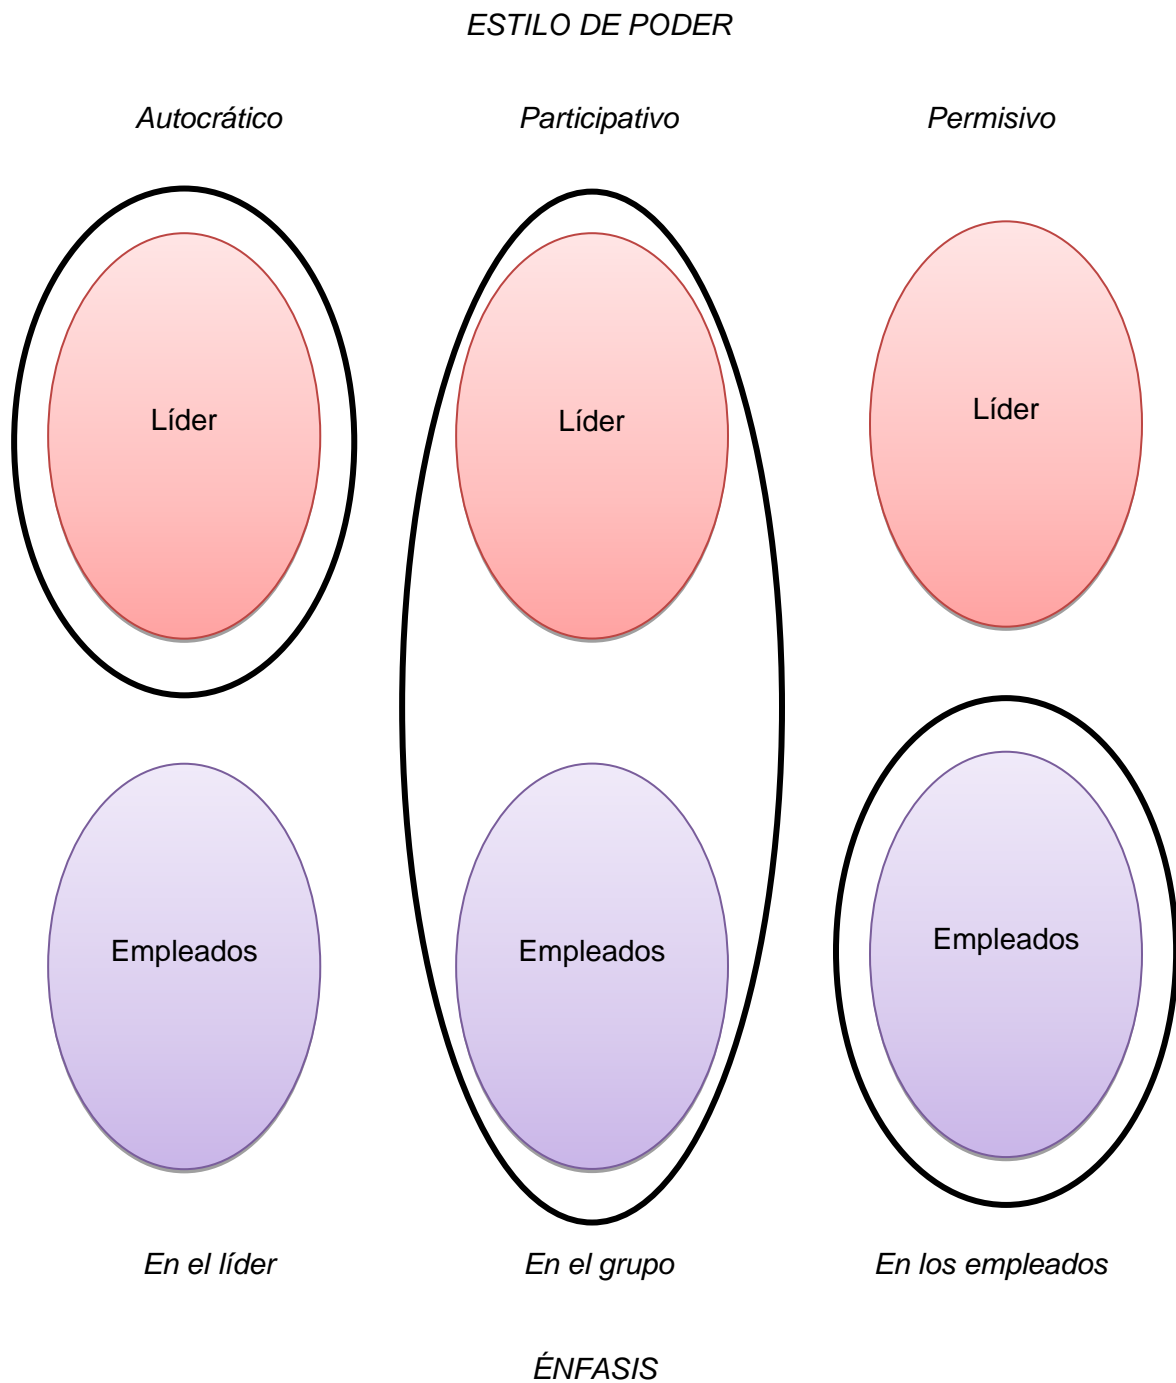 ESTILO DE PODER
Autocrático Participativo Permisivo
Líder Líder Líder
Empleados Empleados Empleados
En el líder En el grupo En los empleados
ÉNFASIS